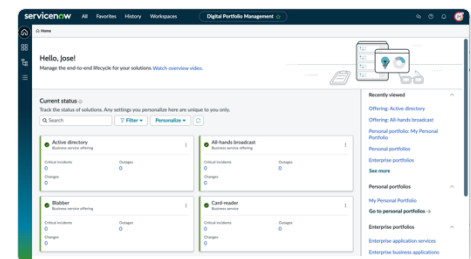 servicenow All Favorites History Workspaces Digital Portfolio Management
Home
Hello, Jose!
Manage the end-to-end lifecycle for your solutions. Watch overview video.
Current status
Track the status of solutions. Any settings you personalize here are unique to you only.
Search Filter Personalize
Active directory
Business service offering
Critical incidents Outages
0 0
Changes
0
All-hands broadcast
Business service offering
Critical incidents Outages
0 0
Changes
0
Blabber
Business service offering
Critical incidents Outages
0 0
Changes
0
Card-reader
Business service
Critical incidents Outages
0 0
Changes
0
Recently viewed
Offering: Active directory
Offering: All-hands broadcast
Personal portfolio: My Personal
Portfolio
Personal portfolios
Enterprise portfolios
See more
Personal portfolios
My Personal Portfolio
Go to personal portfolios →
Enterprise portfolios
Enterprise application services
Enterprise business applications